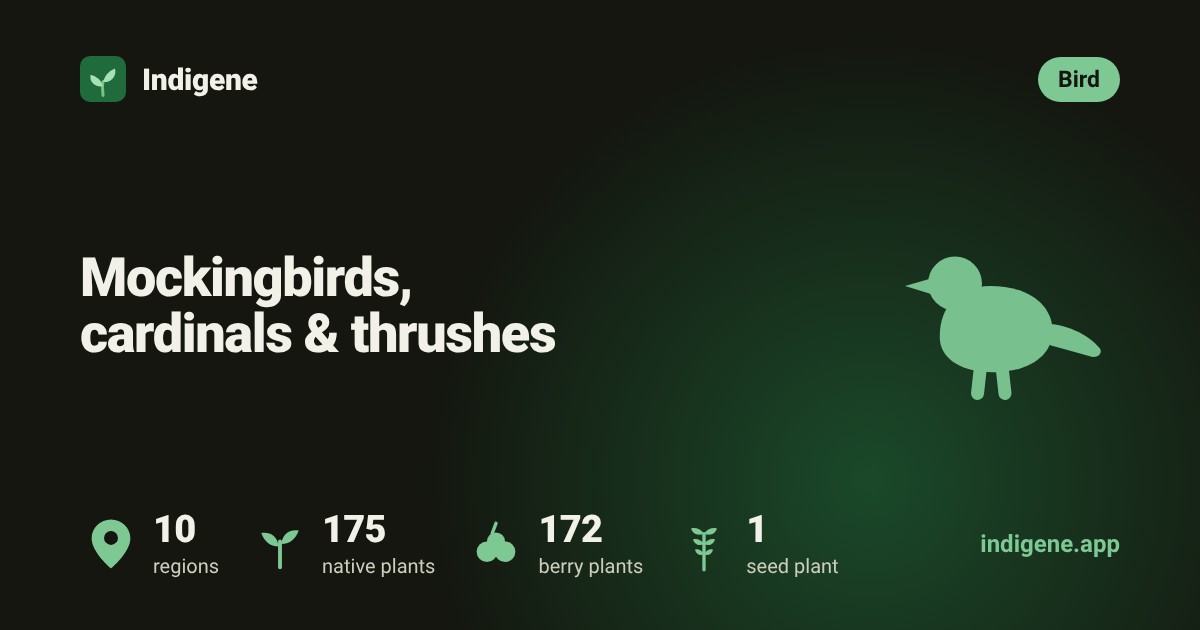 Indigene
Bird
Mockingbirds,
cardinals & thrushes
10
regions
175
native plants
172
berry plants
1
seed plant
indigene.app